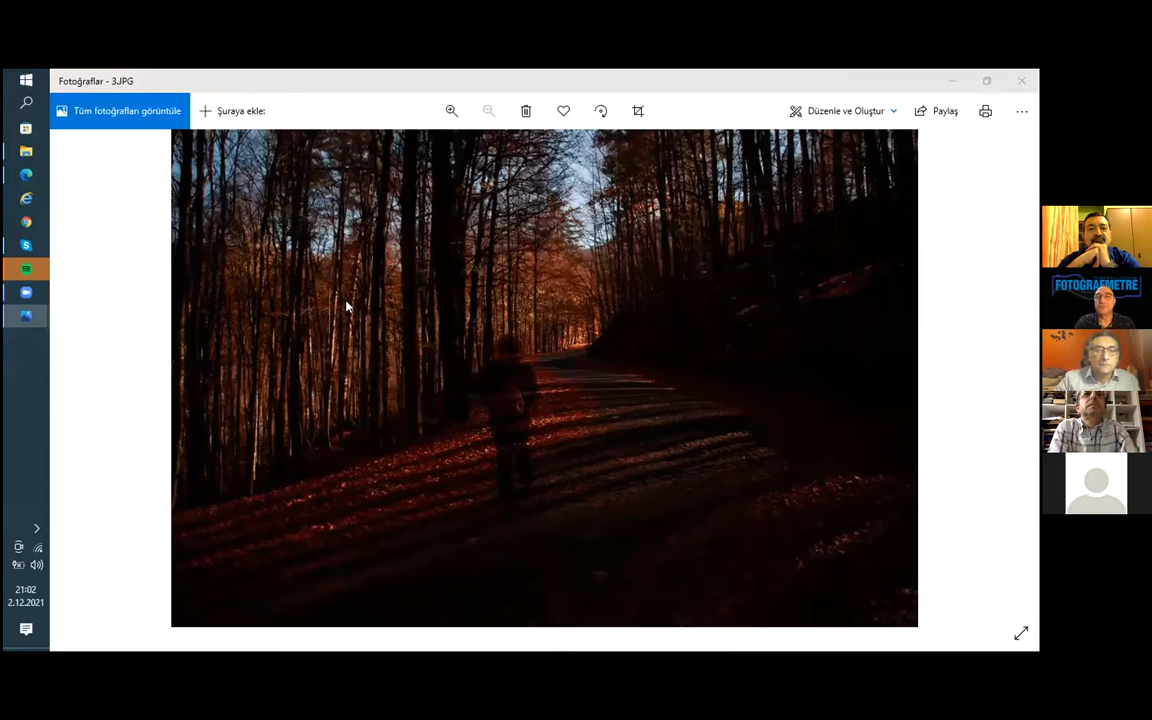 Fotoğraflar - 3.JPG
Tüm fotoğrafları görüntüle
Şuraya ekle:
Düzenle ve Oluştur
Paylaş
FOTOGRAFMETRE
21:02
2.12.2021